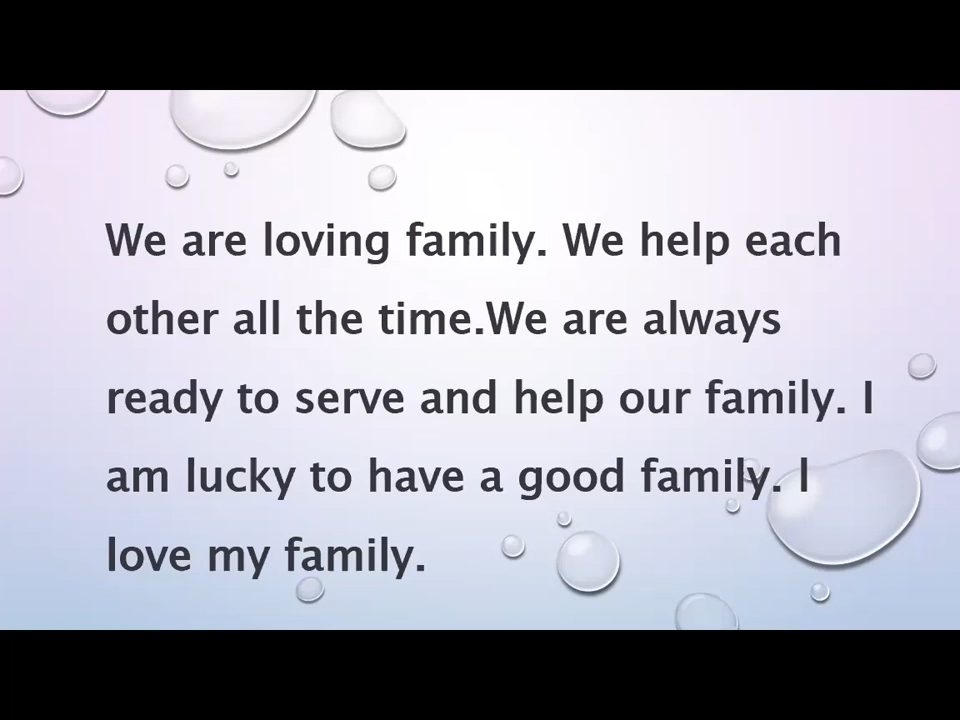 We are loving family. We help each
other all the time.We are always
ready to serve and help our family. I
am lucky to have a good family. l
love my family.